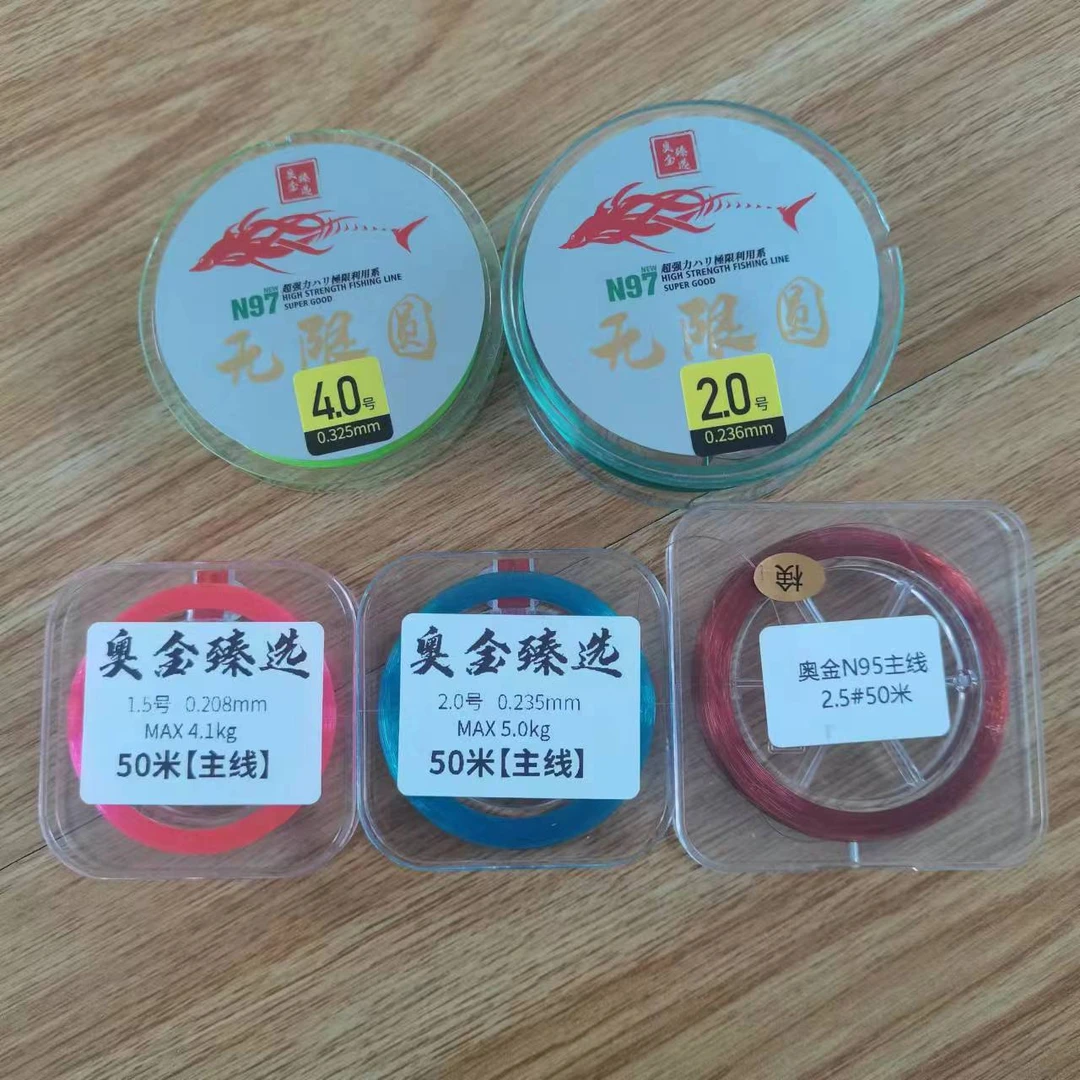 奥金
臻选
NEW
N97
超强力ハリ極限利用系
HIGH STRENGTH FISHING LINE
SUPER GOOD
无限圆
4.0号
0.325mm
奥金
臻选
NEW
N97
超强力ハリ極限利用系
HIGH STRENGTH FISHING LINE
SUPER GOOD
无限圆
2.0号
0.236mm
奥金臻选
1.5号 0.208mm
MAX 4.1kg
50米【主线】
奥金臻选
2.0号 0.235mm
MAX 5.0kg
50米【主线】
検
奥金N95主线
2.5#50米